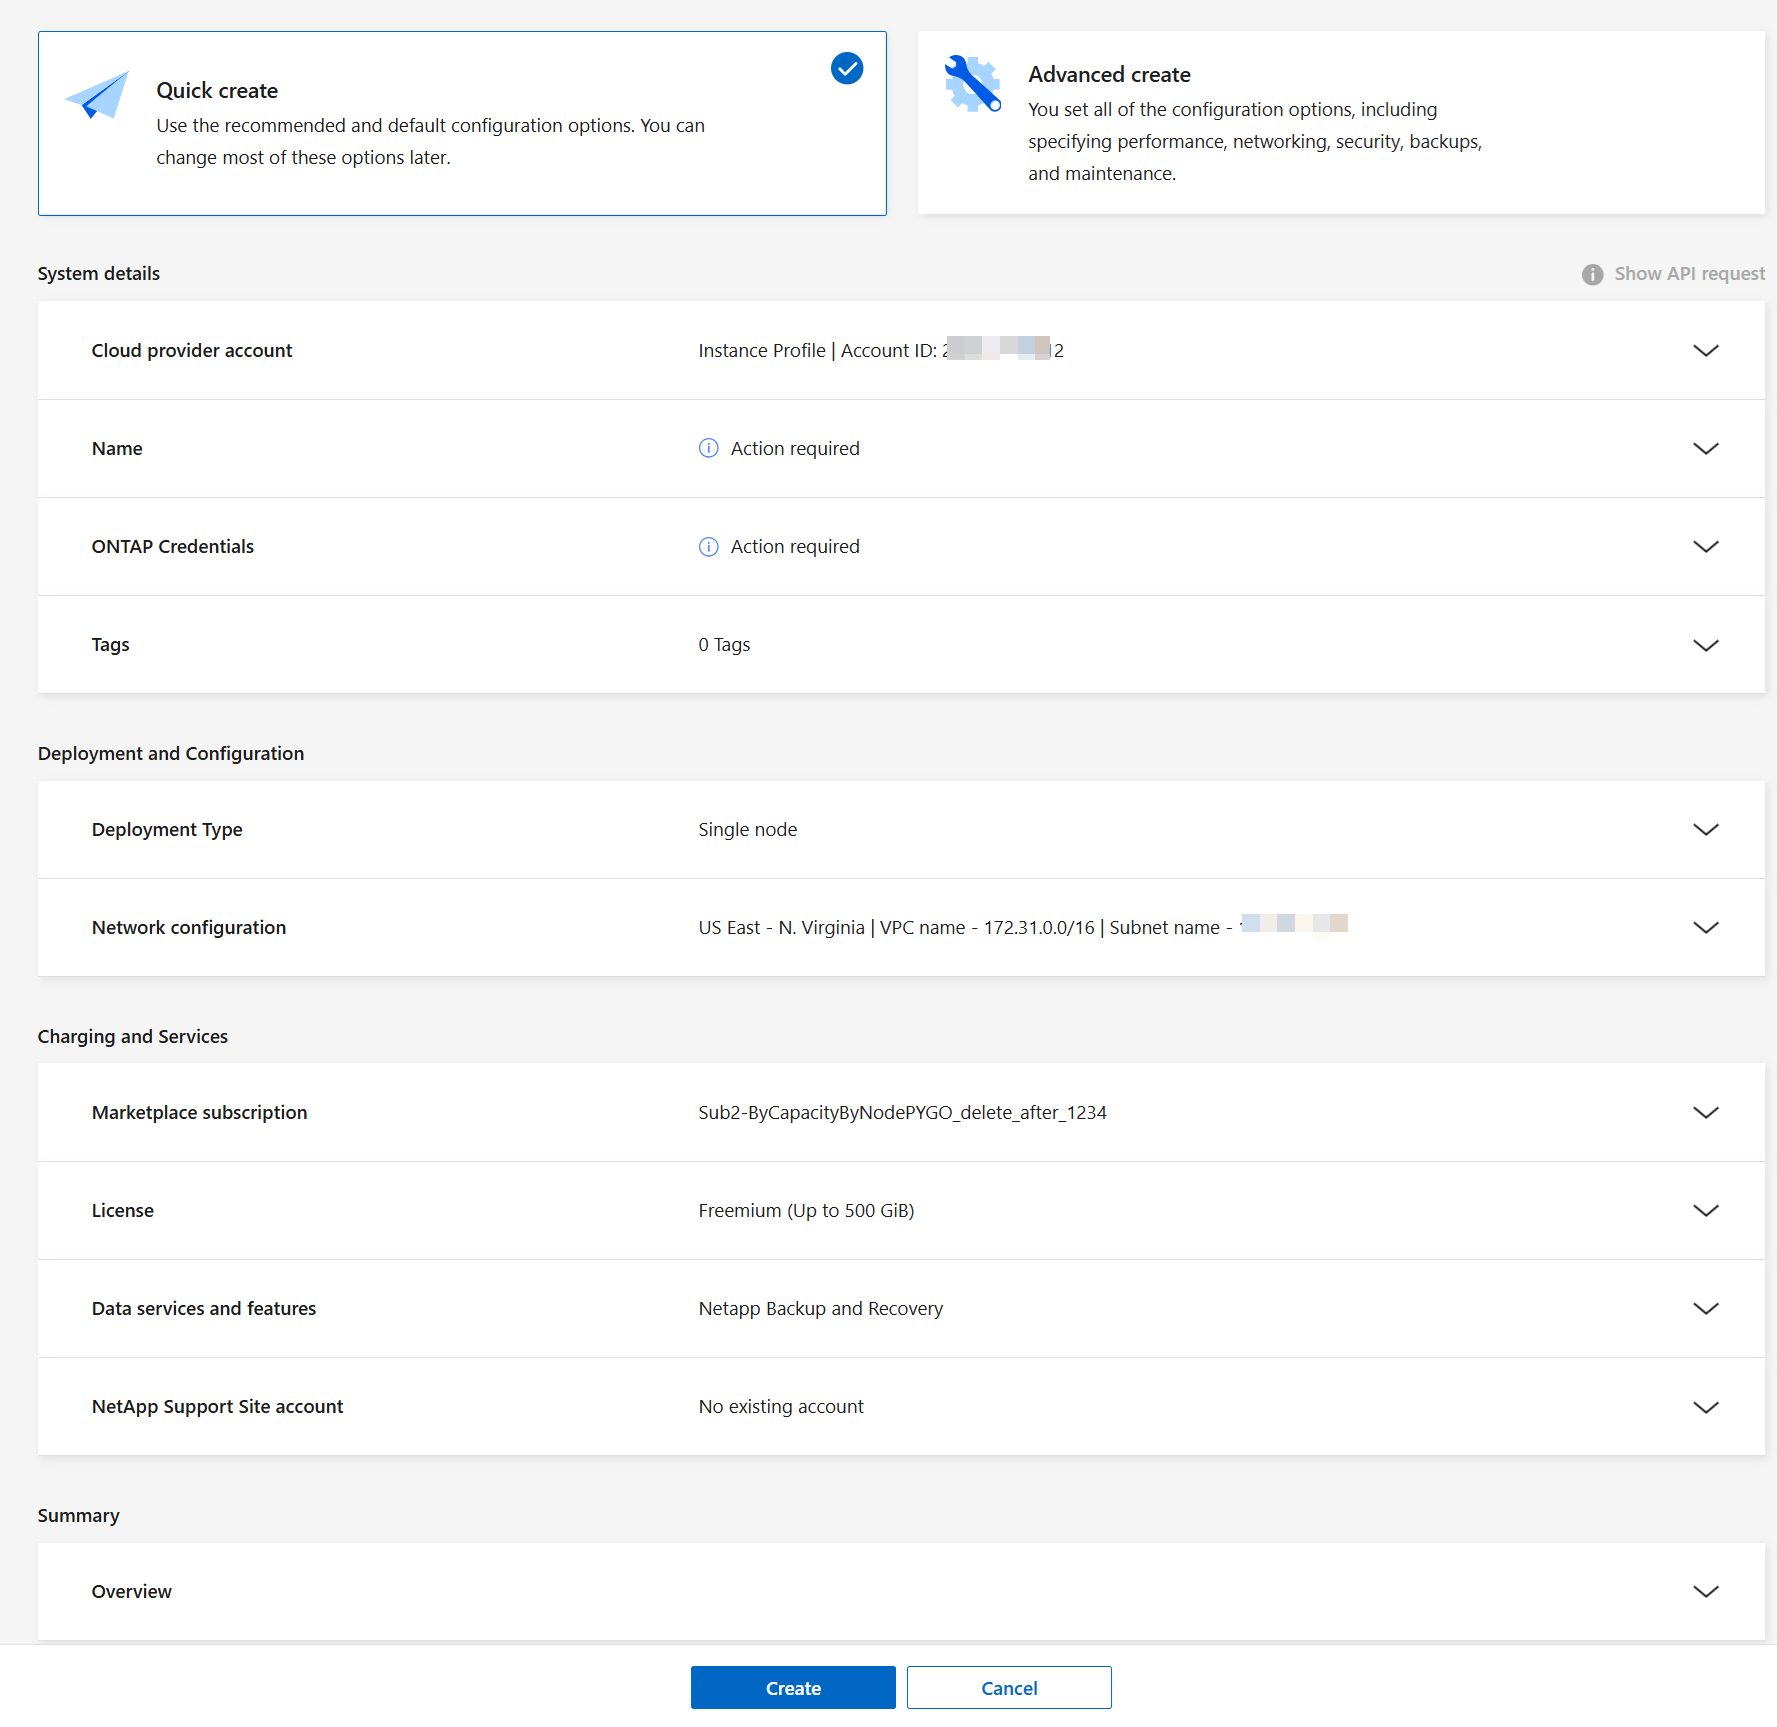 Quick create
Use the recommended and default configuration options. You can
change most of these options later.
Advanced create
You set all of the configuration options, including
specifying performance, networking, security, backups,
and maintenance.
System details
Show API request
Cloud provider account
Instance Profile | Account ID: 2 12
Name
Action required
ONTAP Credentials
Action required
Tags
0 Tags
Deployment and Configuration
Deployment Type
Single node
Network configuration
US East - N. Virginia | VPC name - 172.31.0.0/16 | Subnet name -
Charging and Services
Marketplace subscription
Sub2-ByCapacityByNodePYGO_delete_after_1234
License
Freemium (Up to 500 GiB)
Data services and features
Netapp Backup and Recovery
NetApp Support Site account
No existing account
Summary
Overview
Create
Cancel